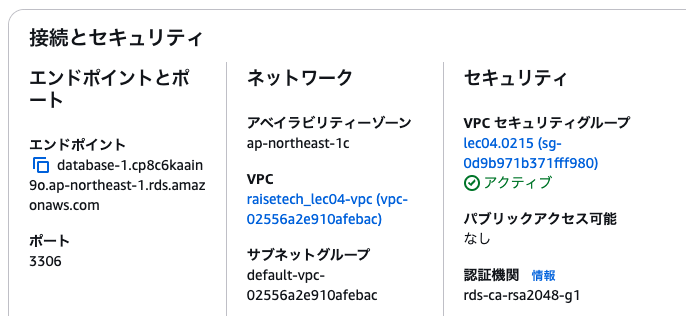 接続とセキュリティ
エンドポイントとポ
ート
エンドポイント
database-1.cp8c6kaain
9o.ap-northeast-1.rds.amaz
onaws.com
ポート
3306
ネットワーク
アベイラビリティーゾーン
ap-northeast-1c
VPC
raisetech_lec04-vpc (vpc-
02556a2e910afebac)
サブネットグループ
default-vpc-
02556a2e910afebac
セキュリティ
VPC セキュリティグループ
lec04.0215 (sg-
0d9b971b371fff980)
アクティブ
パブリックアクセス可能
なし
認証機関 情報
rds-ca-rsa2048-g1